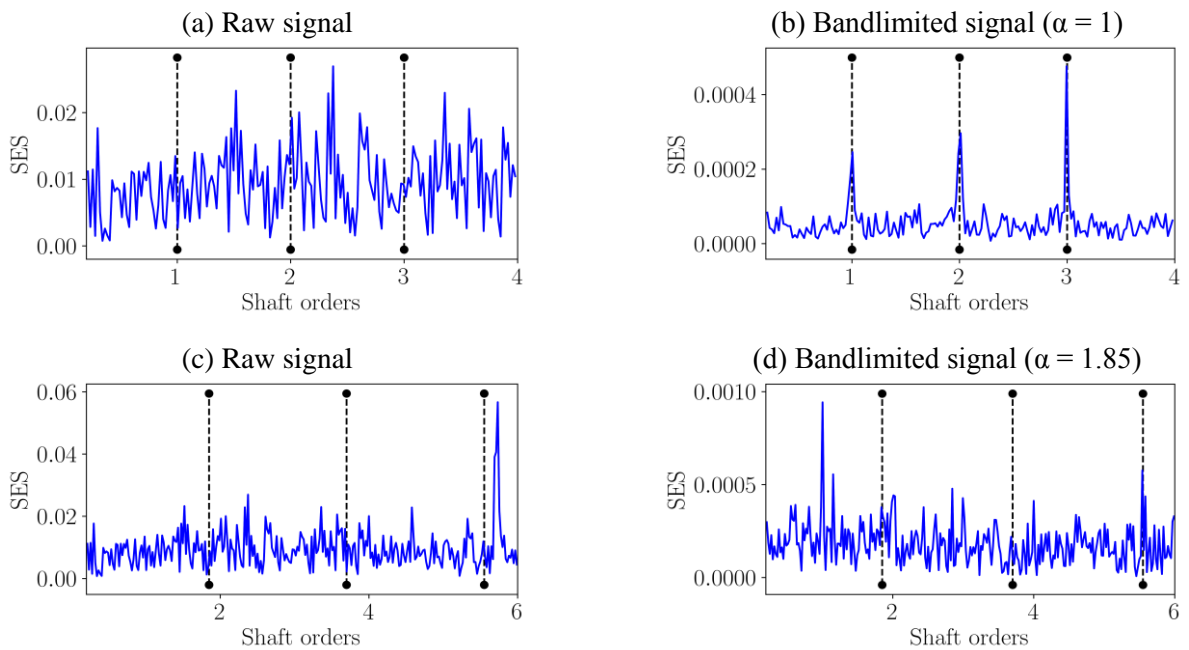 (a) Raw signal
0.02
0.01
0.00
SES
1 2 3 4
Shaft orders
(b) Bandlimited signal (α = 1)
0.0004
0.0002
0.0000
SES
1 2 3 4
Shaft orders
(c) Raw signal
0.06
0.04
0.02
0.00
SES
2 4 6
Shaft orders
(d) Bandlimited signal (α = 1.85)
0.0010
0.0005
0.0000
SES
2 4 6
Shaft orders